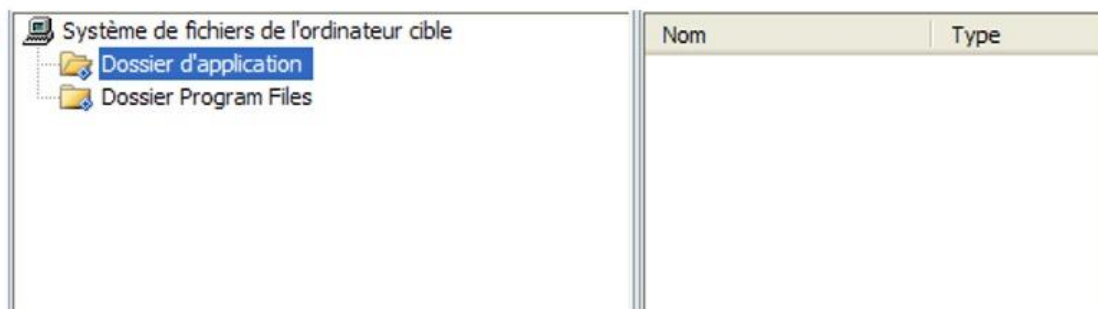 Système de fichiers de l'ordinateur cible
Dossier d'application
Dossier Program Files
Nom Type